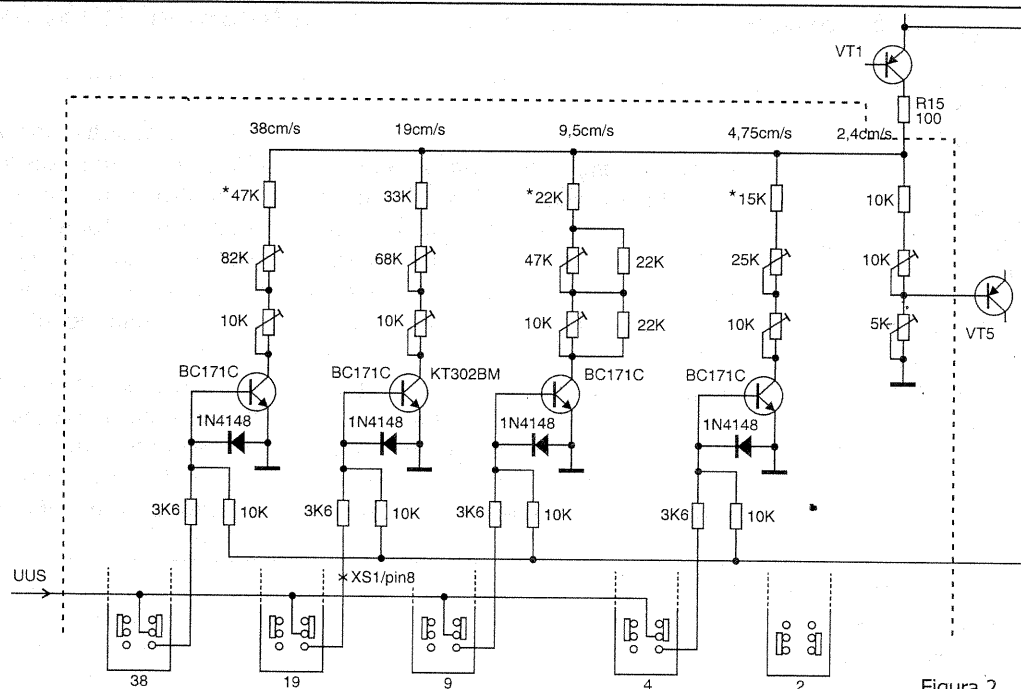 VT1
R15
100
38cm/s 19cm/s 9,5cm/s 4,75cm/s 2,4cm/s
*47K 33K *22K *15K 10K
82K 68K 47K 22K 25K 10K
10K 10K 10K 22K 10K 5K
VT5
BC171C BC171C KT302BM BC171C BC171C
1N4148 1N4148 1N4148 1N4148
3K6 10K 3K6 10K 3K6 10K 3K6 10K
UUS ×XS1/pin8
38 19 9 4 2
Figura 2